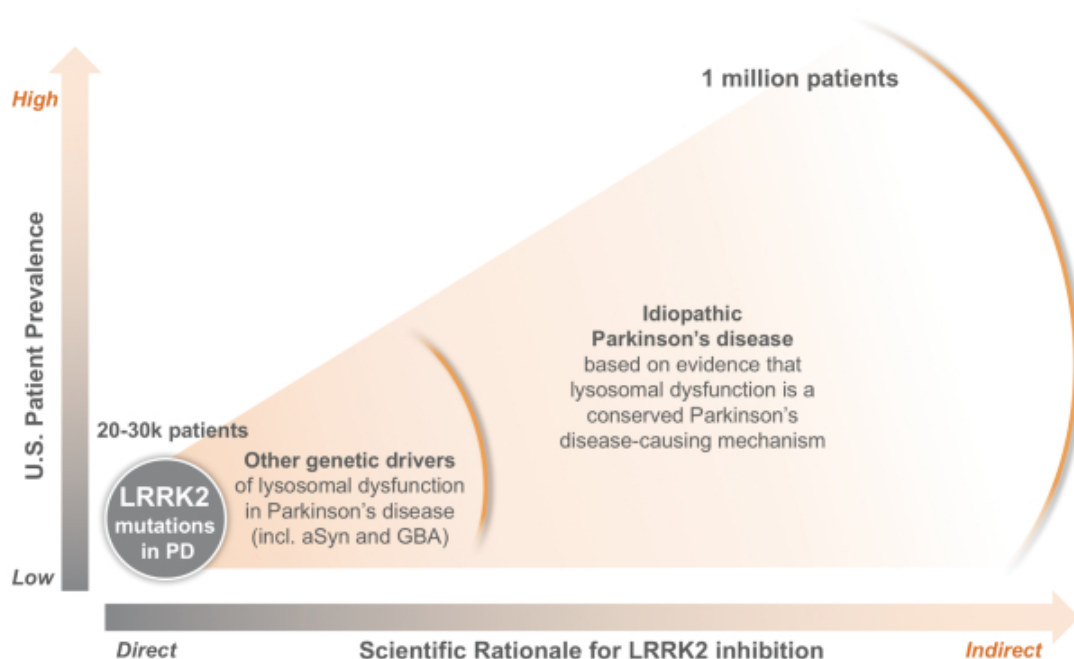 1 million patients
High
U.S. Patient Prevalence
Idiopathic
Parkinson's disease
based on evidence that
lysosomal dysfunction is a
conserved Parkinson's
disease-causing mechanism
20-30k patients
LRRK2
mutations
in PD
Other genetic drivers
of lysosomal dysfunction
in Parkinson's disease
(incl. aSyn and GBA)
Low
Direct
Scientific Rationale for LRRK2 inhibition
Indirect